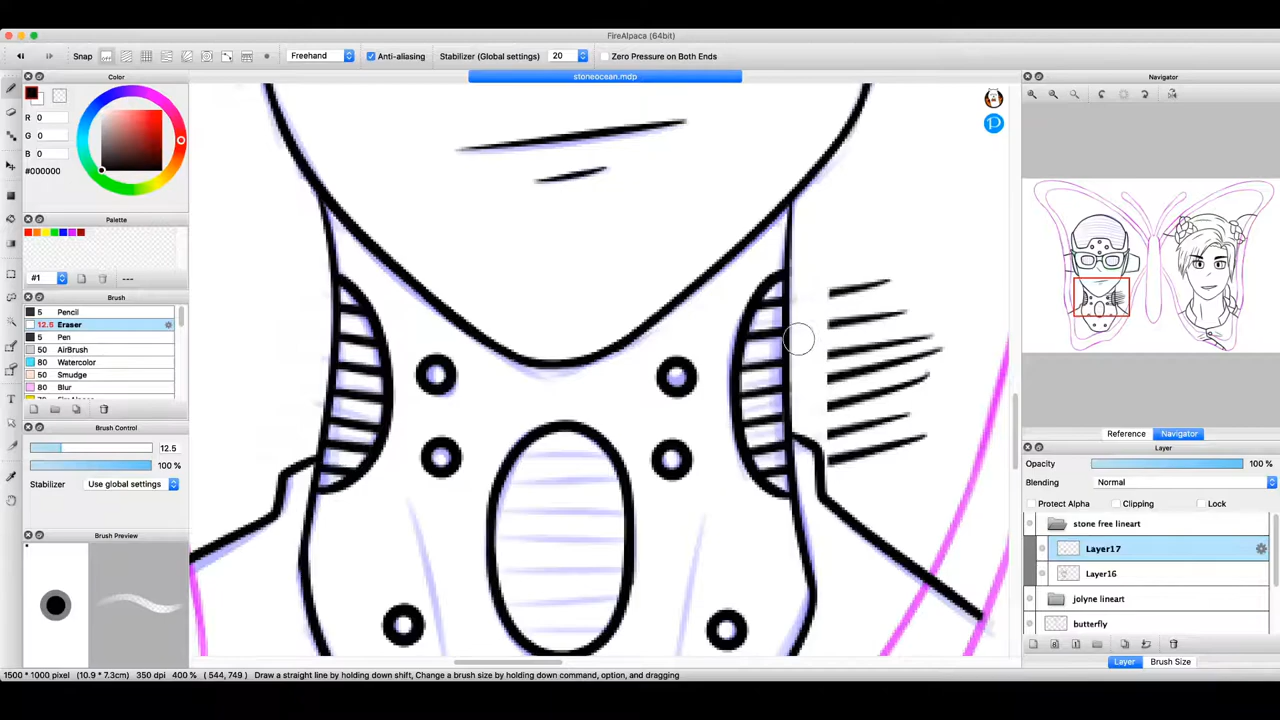 FireAlpaca (64bit)
Snap Freehand Anti-aliasing Stabilizer (Global settings) 20 Zero Pressure on Both Ends
stoneocean.mdp
Color
R 0
G 0
B 0
#000000
Palette
#1 ---
Brush
5 Pencil
12.5 Eraser
5 Pen
50 AirBrush
50 Watercolor
50 Smudge
80 Blur
Brush Control
12.5
100 %
Stabilizer Use global settings
Brush Preview
Navigator
Reference Navigator
Layer
Opacity 100 %
Blending Normal
Protect Alpha Clipping Lock
stone free lineart
Layer17
Layer16
jolyne lineart
butterfly
Layer Brush Size
1500 * 1000 pixel (10.9 * 7.3cm) 350 dpi 400 % ( 544, 749 ) Draw a straight line by holding down shift, Change a brush size by holding down command, option, and dragging